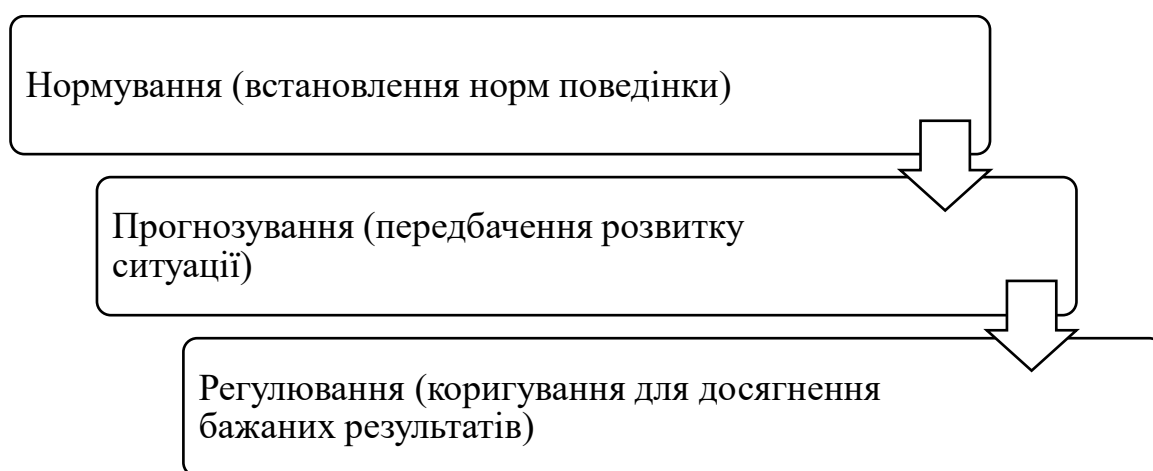 Нормування (встановлення норм поведінки)
Прогнозування (передбачення розвитку
ситуації)
Регулювання (коригування для досягнення
бажаних результатів)